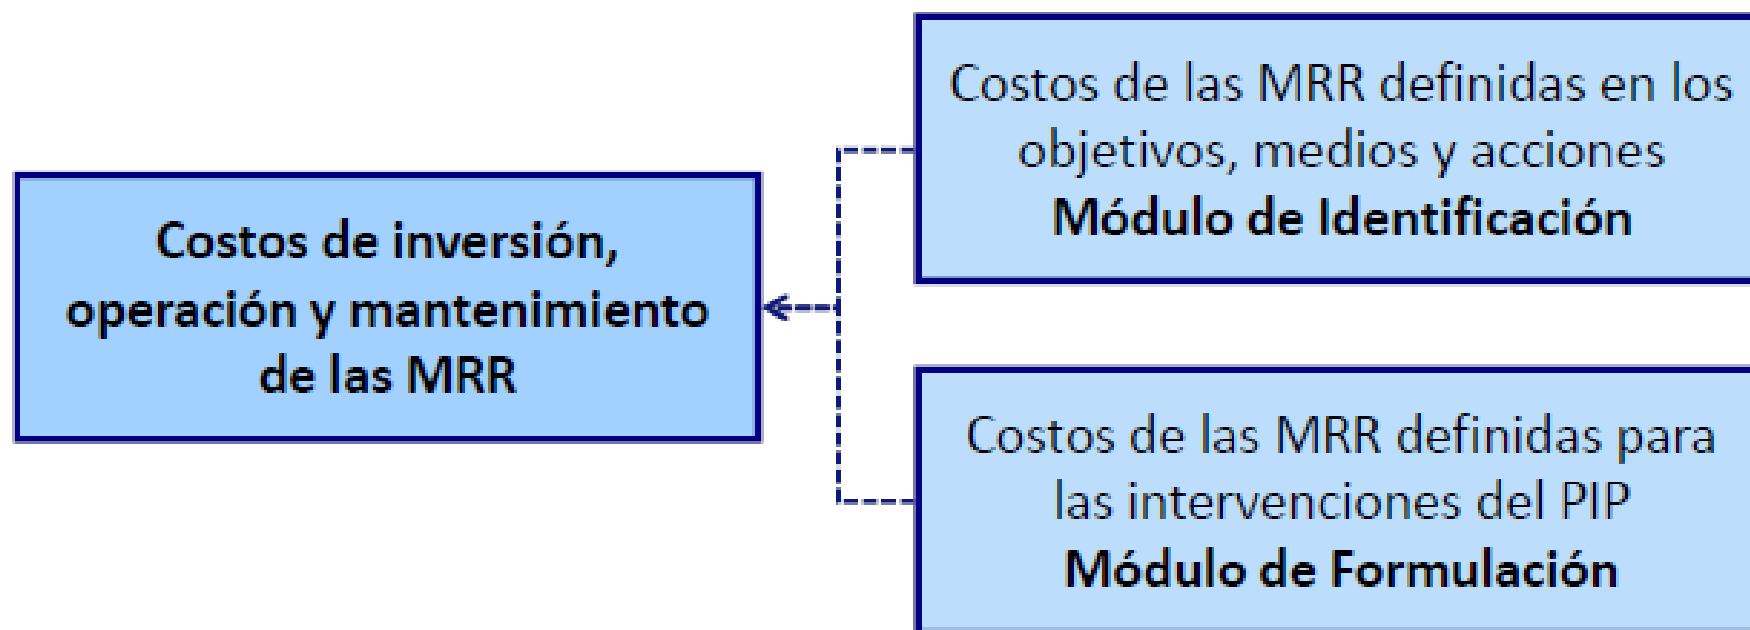 Costos de inversión,
operación y mantenimiento
de las MRR
Costos de las MRR definidas en los
objetivos, medios y acciones
Módulo de Identificación
Costos de las MRR definidas para
las intervenciones del PIP
Módulo de Formulación